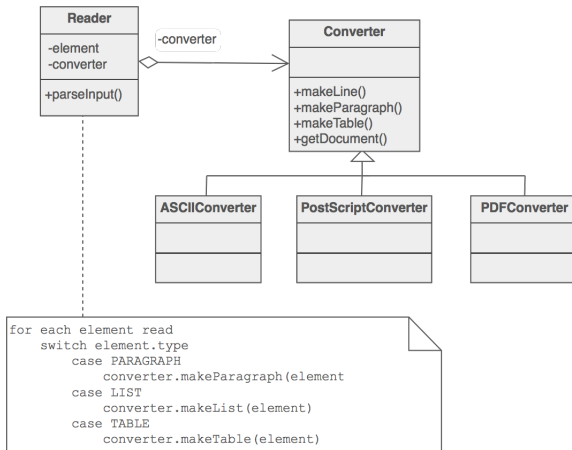 Reader
-element
-converter
+parseInput()
-converter
Converter
+makeLine()
+makeParagraph()
+makeTable()
+getDocument()
ASCIIConverter
PostScriptConverter
PDFConverter
for each element read
switch element.type
case PARAGRAPH
converter.makeParagraph(element
case LIST
converter.makeList(element)
case TABLE
converter.makeTable(element)